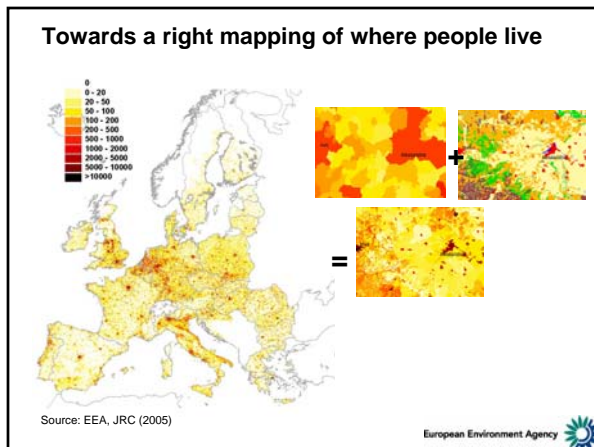 Towards a right mapping of where people live
0
0 - 20
20 - 50
50 - 100
100 - 200
200 - 500
500 - 1000
1000 - 2000
2000 - 5000
5000 - 10000
>10000
+
=
Source: EEA, JRC (2005)
European Environment Agency